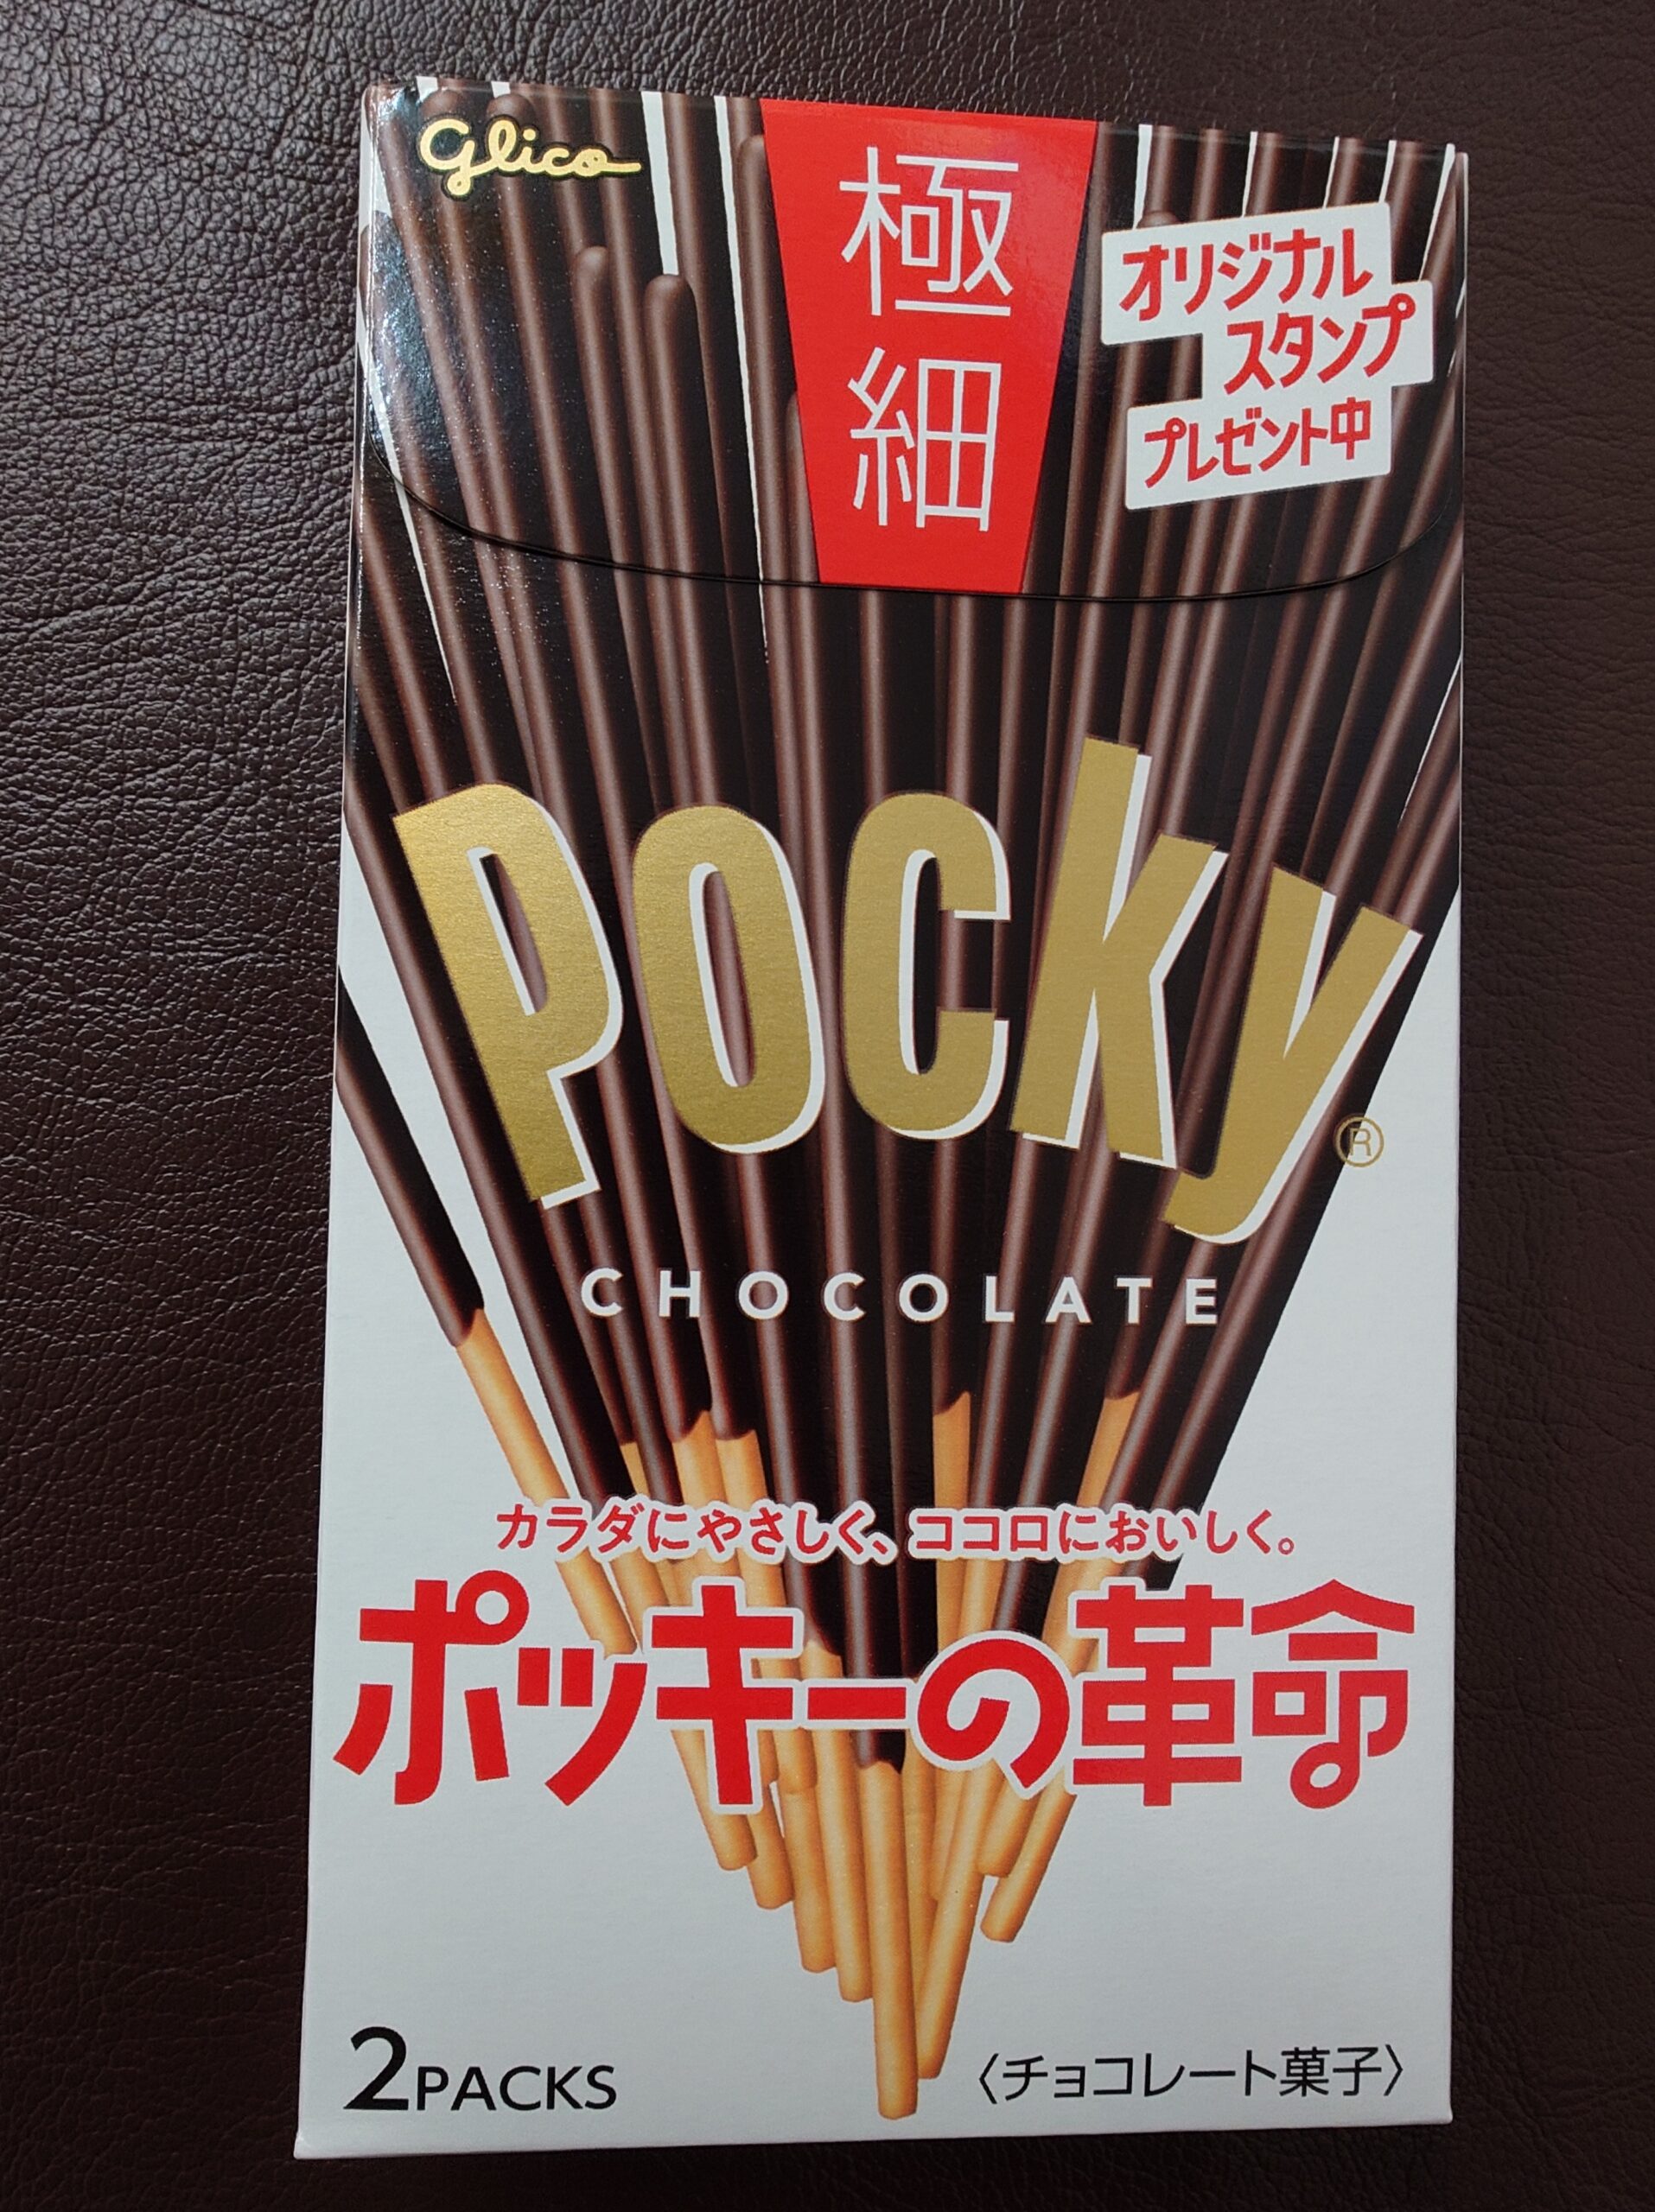 Glico
極
細
オリジナル
スタンプ
プレゼント中
Pocky®
CHOCOLATE
カラダにやさしく、ココロにおいしく。
ポッキーの革命
2PACKS
〈チョコレート菓子〉